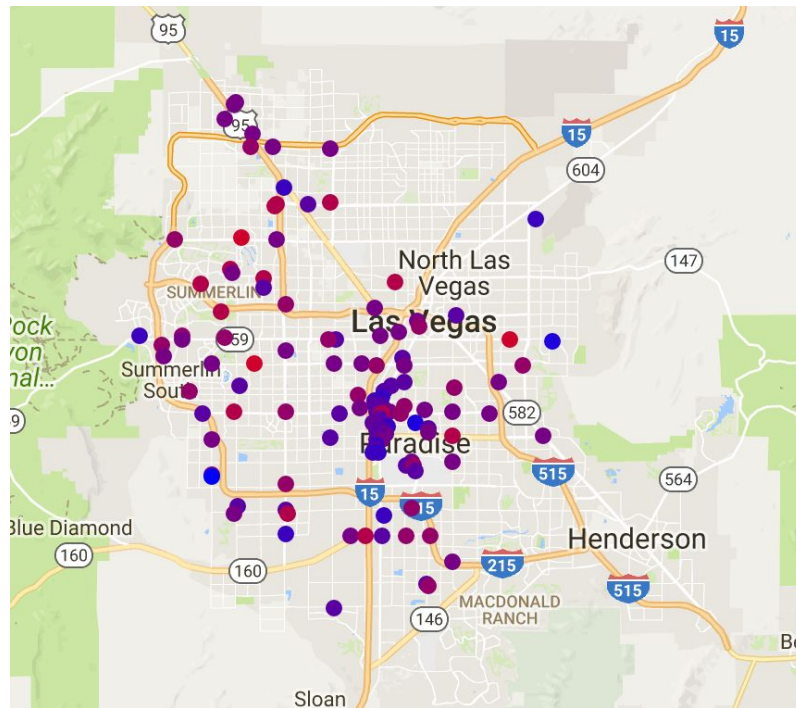 95
15
95
15
604
North Las
Vegas
147
SUMMERLIN
Las Vegas
Rock
yon
nal...
159
Summerlin
South
582
Paradise
515
564
15
215
Blue Diamond
Henderson
160
160
215
515
MACDONALD
RANCH
146
Sloan